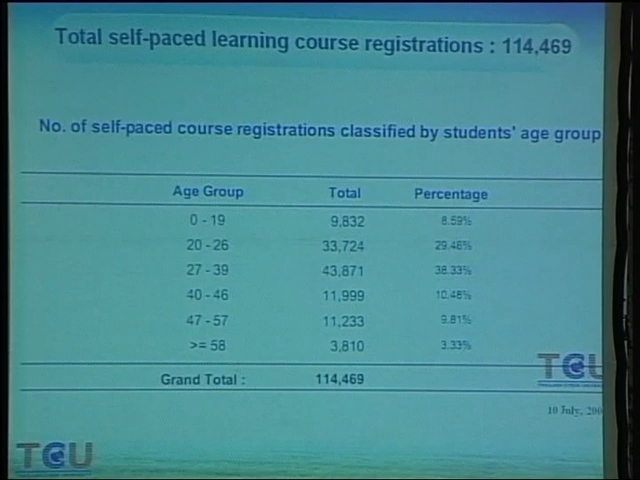 Total self-paced learning course registrations : 114,469
No. of self-paced course registrations classified by students' age group
Age Group Total Percentage
0 - 19 9,832 8.59%
20 - 26 33,724 29.46%
27 - 39 43,871 38.33%
40 - 46 11,999 10.48%
47 - 57 11,233 9.81%
>= 58 3,810 3.33%
Grand Total : 114,469
TCU
10 July, 200
TCU